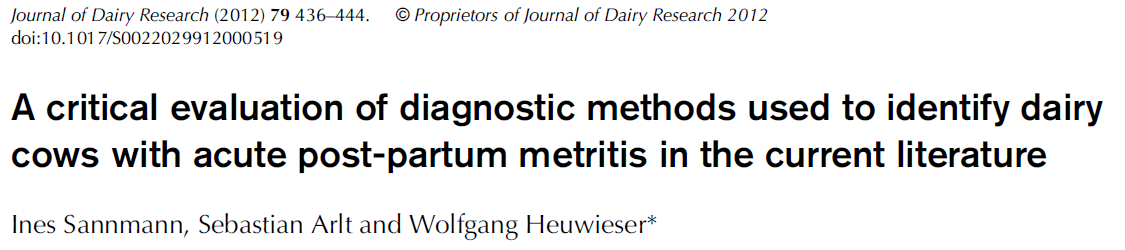 Journal of Dairy Research (2012) 79 436–444. © Proprietors of Journal of Dairy Research 2012
doi:10.1017/S0022029912000519
A critical evaluation of diagnostic methods used to identify dairy
cows with acute post-partum metritis in the current literature
Ines Sannmann, Sebastian Arlt and Wolfgang Heuwieser*